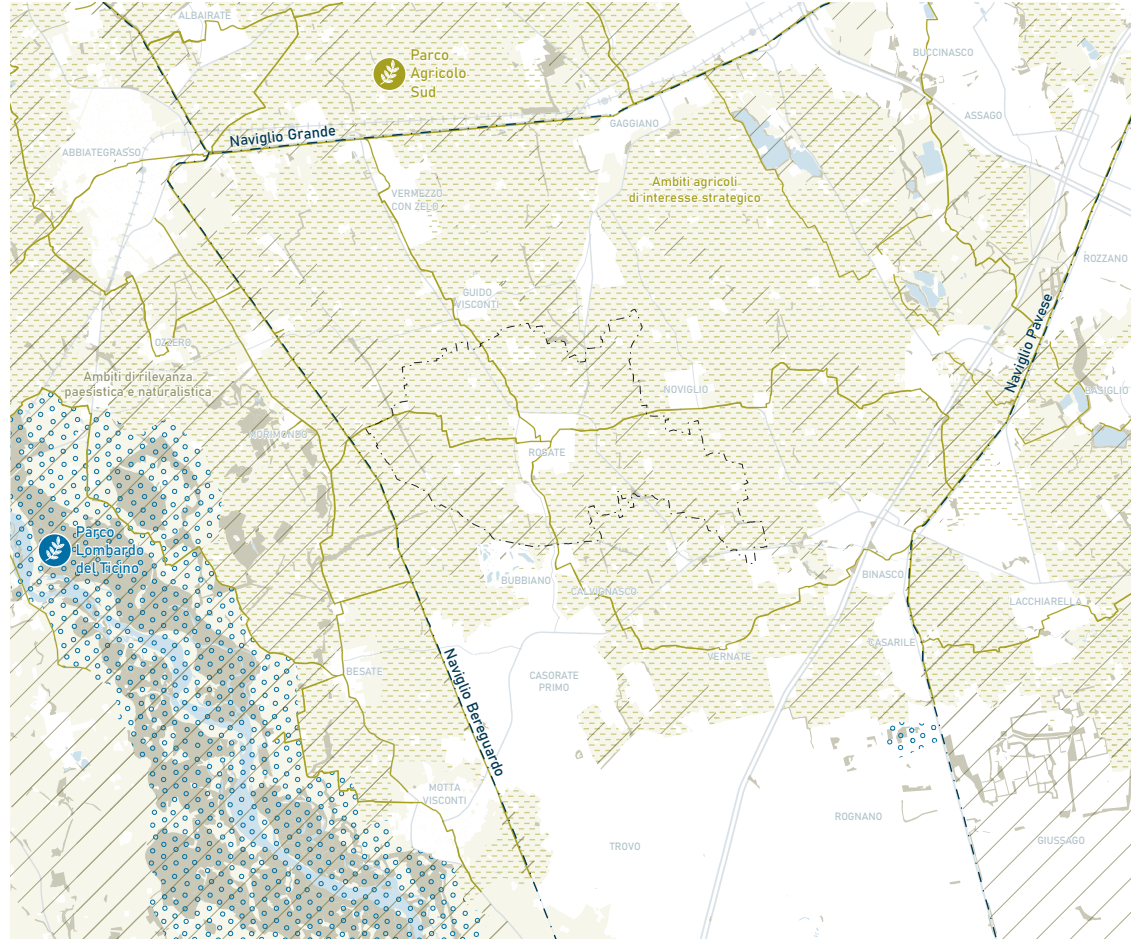 ALBAIRATE
Parco
Agricolo
Sud
BUCCINASCO
ASSAGO
GAGGIANO
Naviglio Grande
ABBIATEGRASSO
VERMEZZO
CON ZELO
Ambiti agricoli
di interesse strategico
ROZZANO
GUIDO
VISCONTI
Naviglio Pavese
OZZERO
Ambiti di rilevanza
paesistica e naturalistica
NOVIGLIO
BASIGLIO
MORIMONDO
ROSATE
Parco
Lombardo
del Ticino
BUBBIANO
CALVIGNASCO
BINASCO
LACCHIARELLA
CASARILE
VERNATE
BESATE
CASORATE
PRIMO
Naviglio Bereguardo
MOTTA
VISCONTI
ROGNANO
TROVO
GIUSSAGO